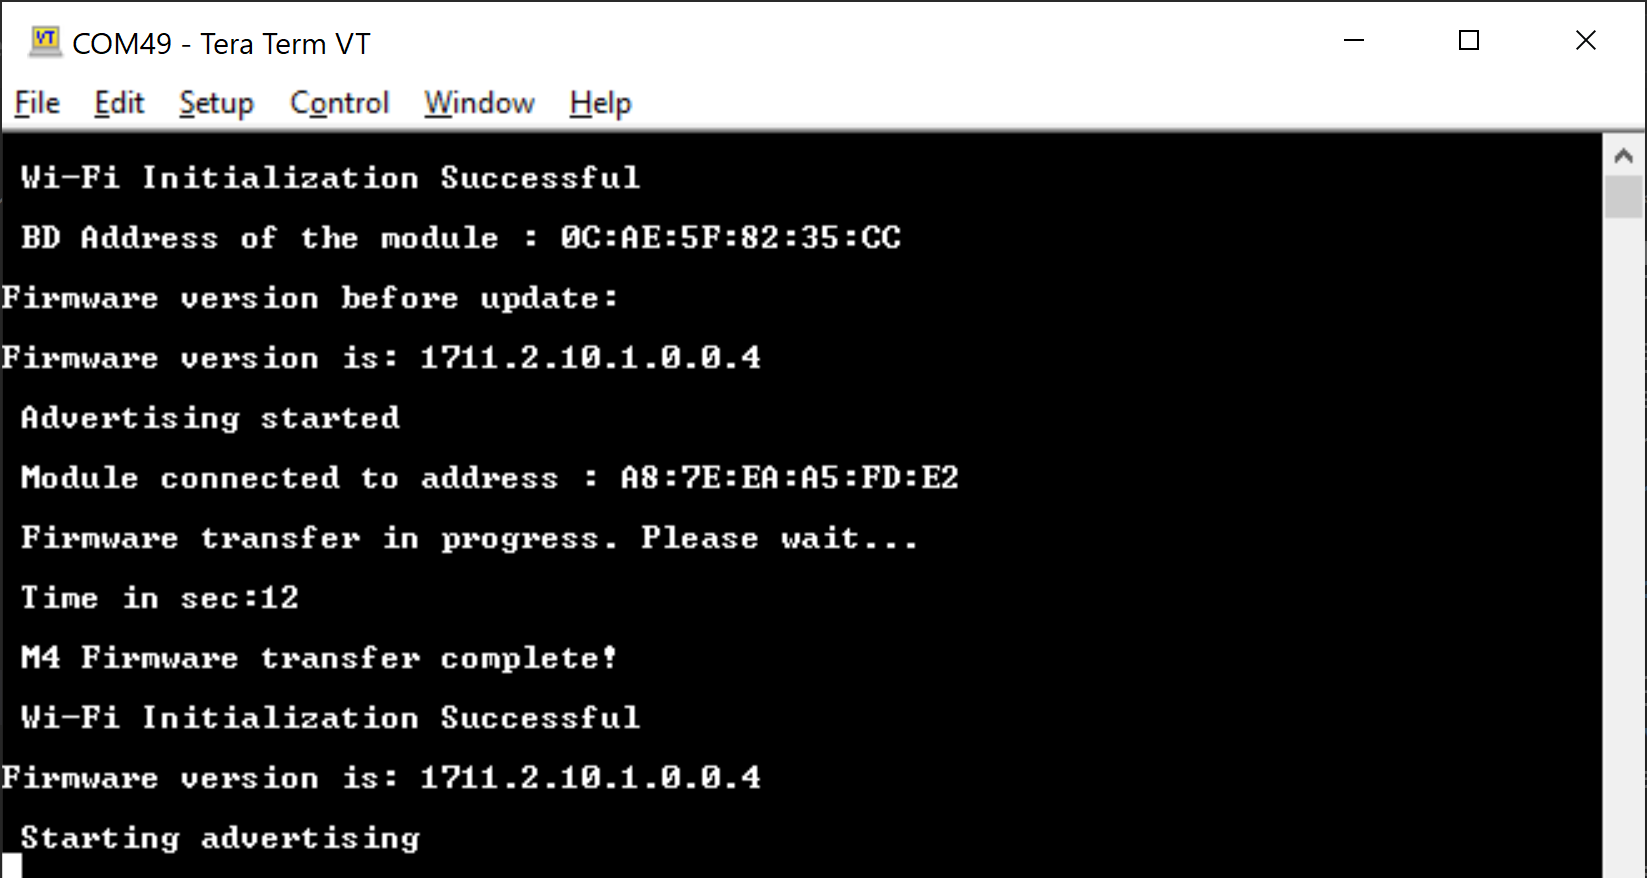 VT COM49 - Tera Term VT
File Edit Setup Control Window Help
Wi-Fi Initialization Successful
BD Address of the module : 0C:AE:5F:82:35:CC
Firmware version before update:
Firmware version is: 1711.2.10.1.0.0.4
Advertising started
Module connected to address : A8:7E:EA:A5:FD:E2
Firmware transfer in progress. Please wait...
Time in sec:12
M4 Firmware transfer complete!
Wi-Fi Initialization Successful
Firmware version is: 1711.2.10.1.0.0.4
Starting advertising